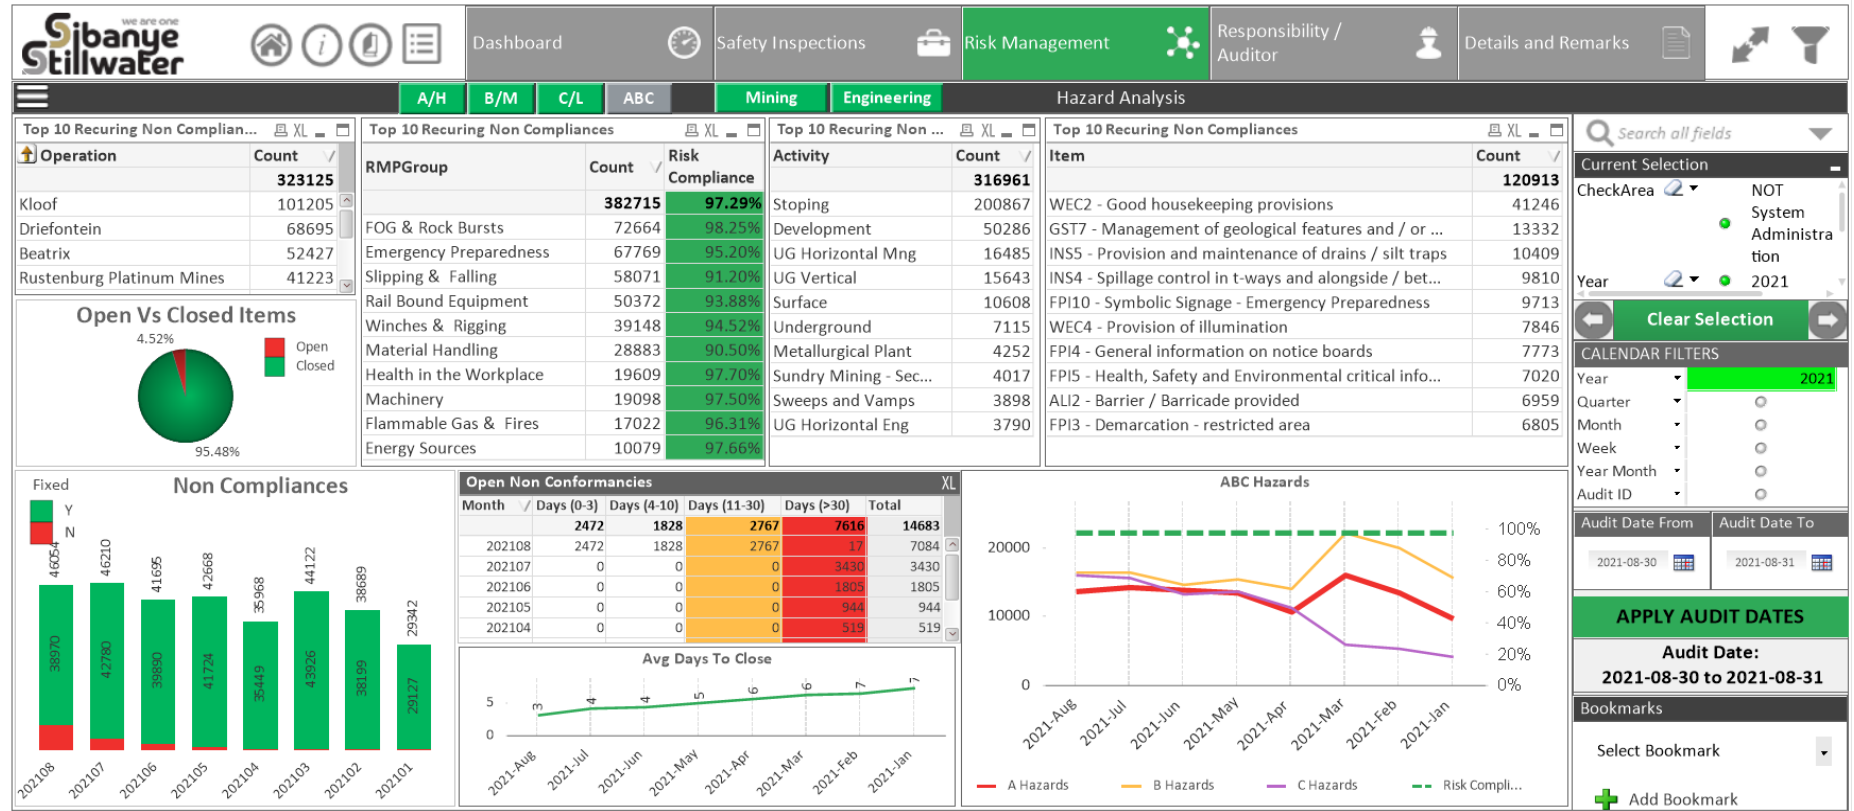 we are one
Sibanye
Stillwater
Dashboard
Safety Inspections
Risk Management
Responsibility /
Auditor
Details and Remarks
A/H
B/M
C/L
ABC
Mining
Engineering
Hazard Analysis
Top 10 Recuring Non Complian...
XL
Operation Count
323125
Kloof 101205
Driefontein 68695
Beatrix 52427
Rustenburg Platinum Mines 41223
Top 10 Recuring Non Compliances
XL
RMPGroup Count Risk
Compliance
382715 97.29%
FOG & Rock Bursts 72664 98.25%
Emergency Preparedness 67769 95.20%
Slipping & Falling 58071 91.20%
Rail Bound Equipment 50372 93.88%
Winches & Rigging 39148 94.52%
Material Handling 28883 90.50%
Health in the Workplace 19609 97.70%
Machinery 19098 97.50%
Flammable Gas & Fires 17022 96.31%
Energy Sources 10079 97.66%
Top 10 Recuring Non ...
XL
Activity Count
316961
Stoping 200867
Development 50286
UG Horizontal Mng 16485
UG Vertical 15643
Surface 10608
Underground 7115
Metallurgical Plant 4252
Sundry Mining - Sec... 4017
Sweeps and Vamps 3898
UG Horizontal Eng 3790
Top 10 Recuring Non Compliances
XL
Item Count
120913
WEC2 - Good housekeeping provisions 41246
GST7 - Management of geological features and / or ... 13332
INS5 - Provision and maintenance of drains / silt traps 10409
INS4 - Spillage control in t-ways and alongside / bet... 9810
FPI10 - Symbolic Signage - Emergency Preparedness 9713
WEC4 - Provision of illumination 7846
FPI4 - General information on notice boards 7773
FPI5 - Health, Safety and Environmental critical info... 7020
ALI2 - Barrier / Barricade provided 6959
FPI3 - Demarcation - restricted area 6805
Search all fields
Current Selection
CheckArea NOT
System
Administra
tion
Year 2021
Clear Selection
CALENDAR FILTERS
Year 2021
Quarter
Month
Week
Year Month
Audit ID
Audit Date From Audit Date To
2021-08-30 2021-08-31
APPLY AUDIT DATES
Audit Date:
2021-08-30 to 2021-08-31
Bookmarks
Select Bookmark
Add Bookmark
Open Vs Closed Items
4.52%
Open
Closed
95.48%
Non Compliances
Fixed
Y
N
46054 46210 41695 42668 35968 44122 38689 29342
38970 42780 39890 41724 35449 43926 38199 29127
202108 202107 202106 202105 202104 202103 202102 202101
Open Non Conformancies XL
Month Days (0-3) Days (4-10) Days (11-30) Days (>30) Total
2472 1828 2767 7616 14683
202108 2472 1828 2767 17 7084
202107 0 0 0 3430 3430
202106 0 0 0 1805 1805
202105 0 0 0 944 944
202104 0 0 0 519 519
Avg Days To Close
5
0
3 4 4 5 6 6 7 7
2021-Aug 2021-Jul 2021-Jun 2021-May 2021-Apr 2021-Mar 2021-Feb 2021-Jan
ABC Hazards
20000
10000
0
100%
80%
60%
40%
20%
0%
2021-Aug 2021-Jul 2021-Jun 2021-May 2021-Apr 2021-Mar 2021-Feb 2021-Jan
A Hazards B Hazards C Hazards Risk Compli...